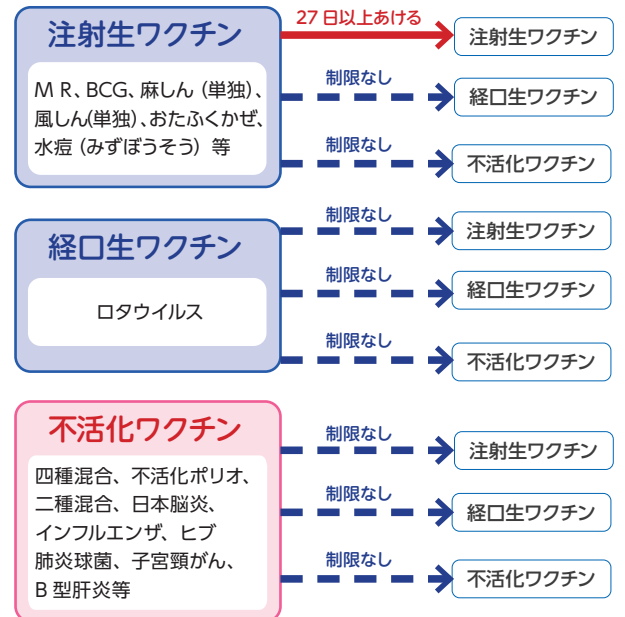 注射生ワクチン
M R、BCG、麻しん（単独）、
風しん(単独)、おたふくかぜ、
水痘（みずぼうそう）等
27日以上あける
注射生ワクチン
制限なし
経口生ワクチン
制限なし
不活化ワクチン
経口生ワクチン
ロタウイルス
制限なし
注射生ワクチン
制限なし
経口生ワクチン
制限なし
不活化ワクチン
不活化ワクチン
四種混合、不活化ポリオ、
二種混合、日本脳炎、
インフルエンザ、ヒブ
肺炎球菌、子宮頸がん、
B 型肝炎等
制限なし
注射生ワクチン
制限なし
経口生ワクチン
制限なし
不活化ワクチン